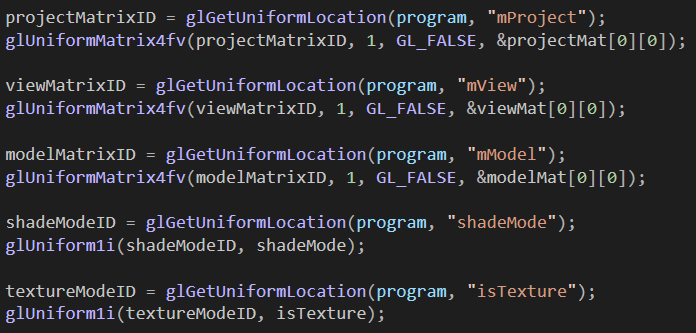 projectMatrixID = glGetUniformLocation(program, "mProject");
glUniformMatrix4fv(projectMatrixID, 1, GL_FALSE, &projectMat[0][0]);
viewMatrixID = glGetUniformLocation(program, "mView");
glUniformMatrix4fv(viewMatrixID, 1, GL_FALSE, &viewMat[0][0]);
modelMatrixID = glGetUniformLocation(program, "mModel");
glUniformMatrix4fv(modelMatrixID, 1, GL_FALSE, &modelMat[0][0]);
shadeModeID = glGetUniformLocation(program, "shadeMode");
glUniform1i(shadeModeID, shadeMode);
textureModeID = glGetUniformLocation(program, "isTexture");
glUniform1i(textureModeID, isTexture);